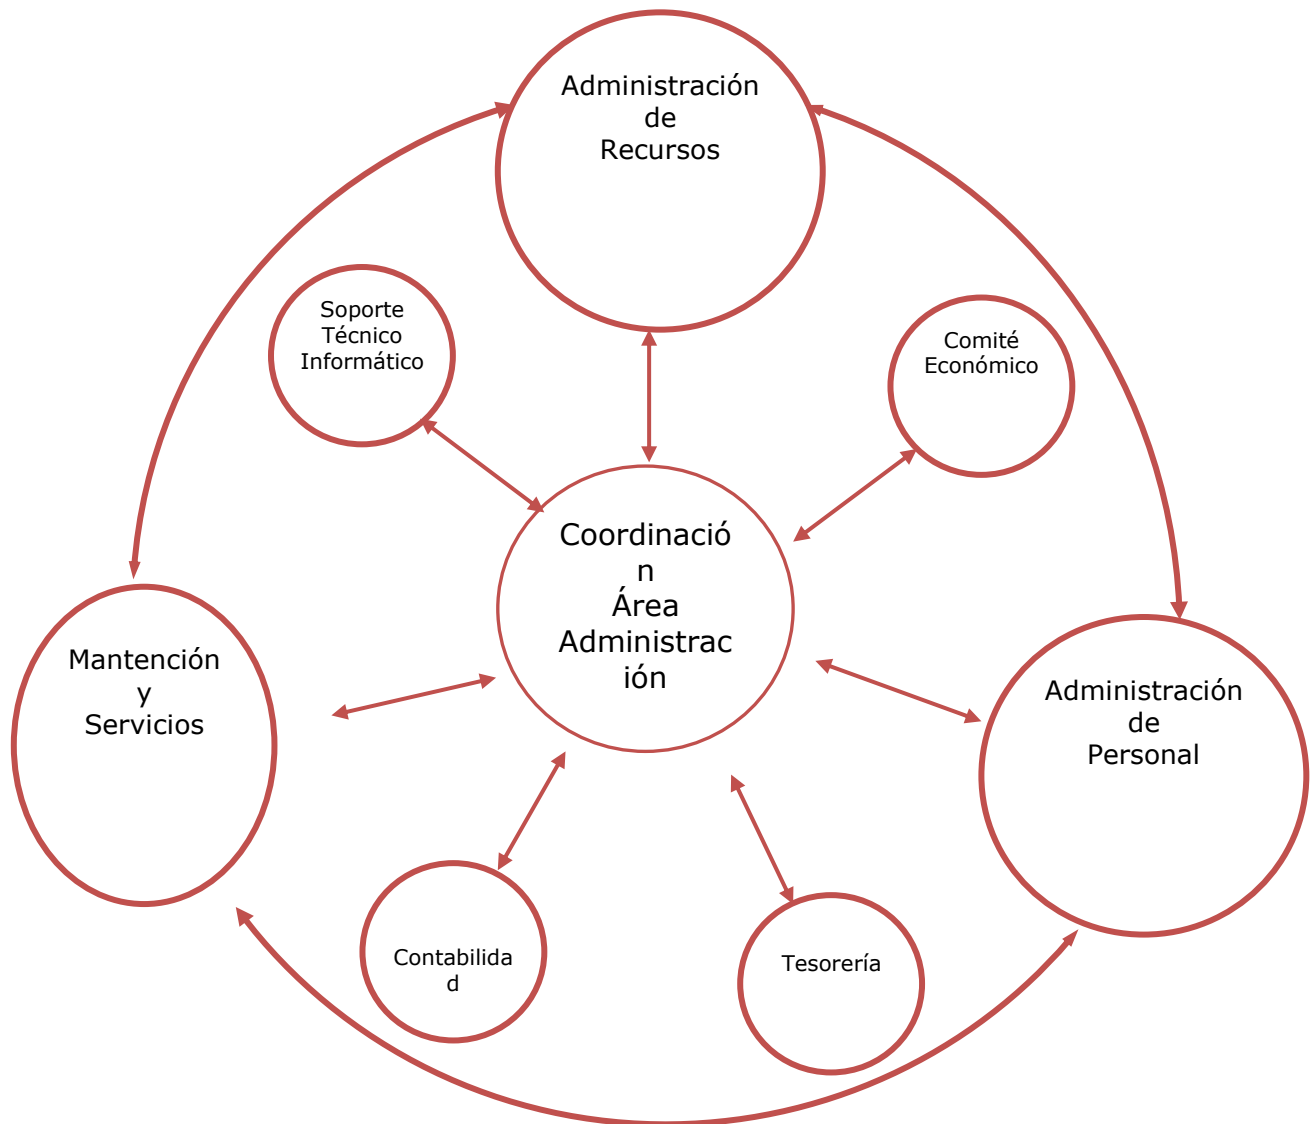 Administración
de
Recursos
Soporte
Técnico
Informático
Comité
Económico
Coordinació
n
Área
Administrac
ión
Mantención
y
Servicios
Administración
de
Personal
Contabilida
d
Tesorería